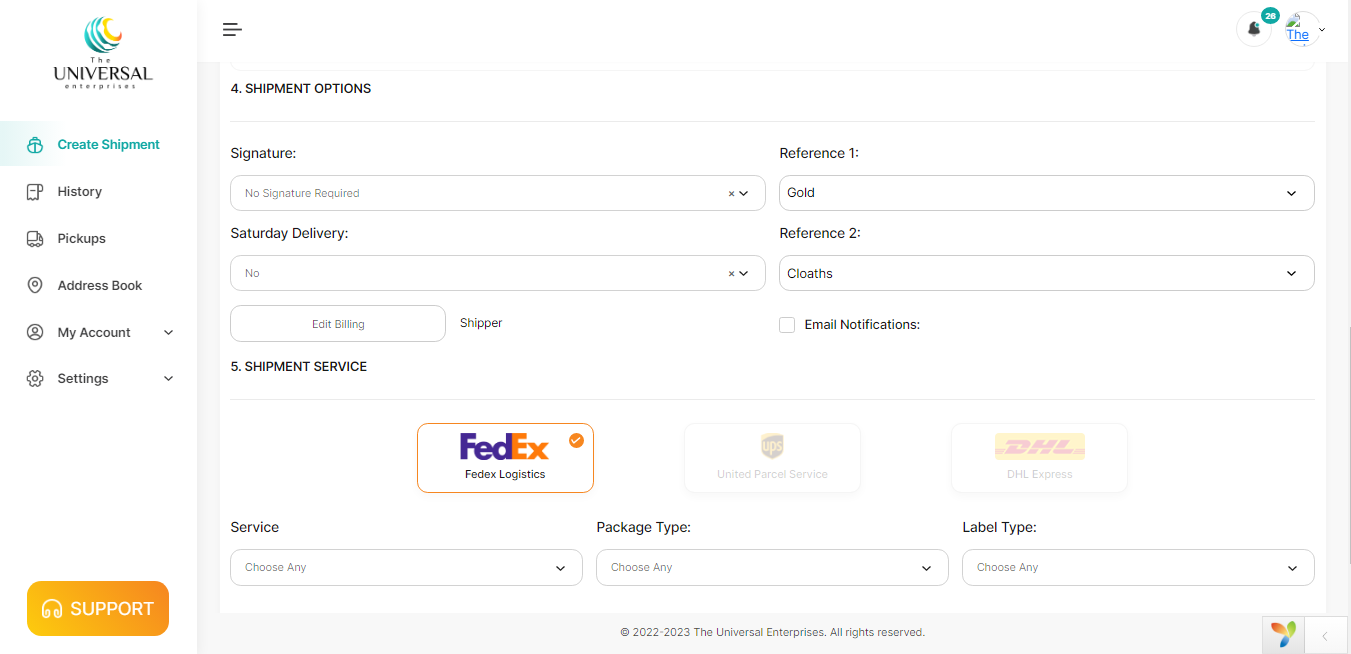 The
UNIVERSAL
enterprises
26
The
Create Shipment
History
Pickups
Address Book
My Account
Settings
SUPPORT
4. SHIPMENT OPTIONS
Signature:
Reference 1:
No Signature Required
×
Gold
Saturday Delivery:
Reference 2:
No
×
Cloaths
Edit Billing
Shipper
Email Notifications:
5. SHIPMENT SERVICE
FedEx
Fedex Logistics
ups
United Parcel Service
DHL
DHL Express
Service
Package Type:
Label Type:
Choose Any
Choose Any
Choose Any
© 2022-2023 The Universal Enterprises. All rights reserved.